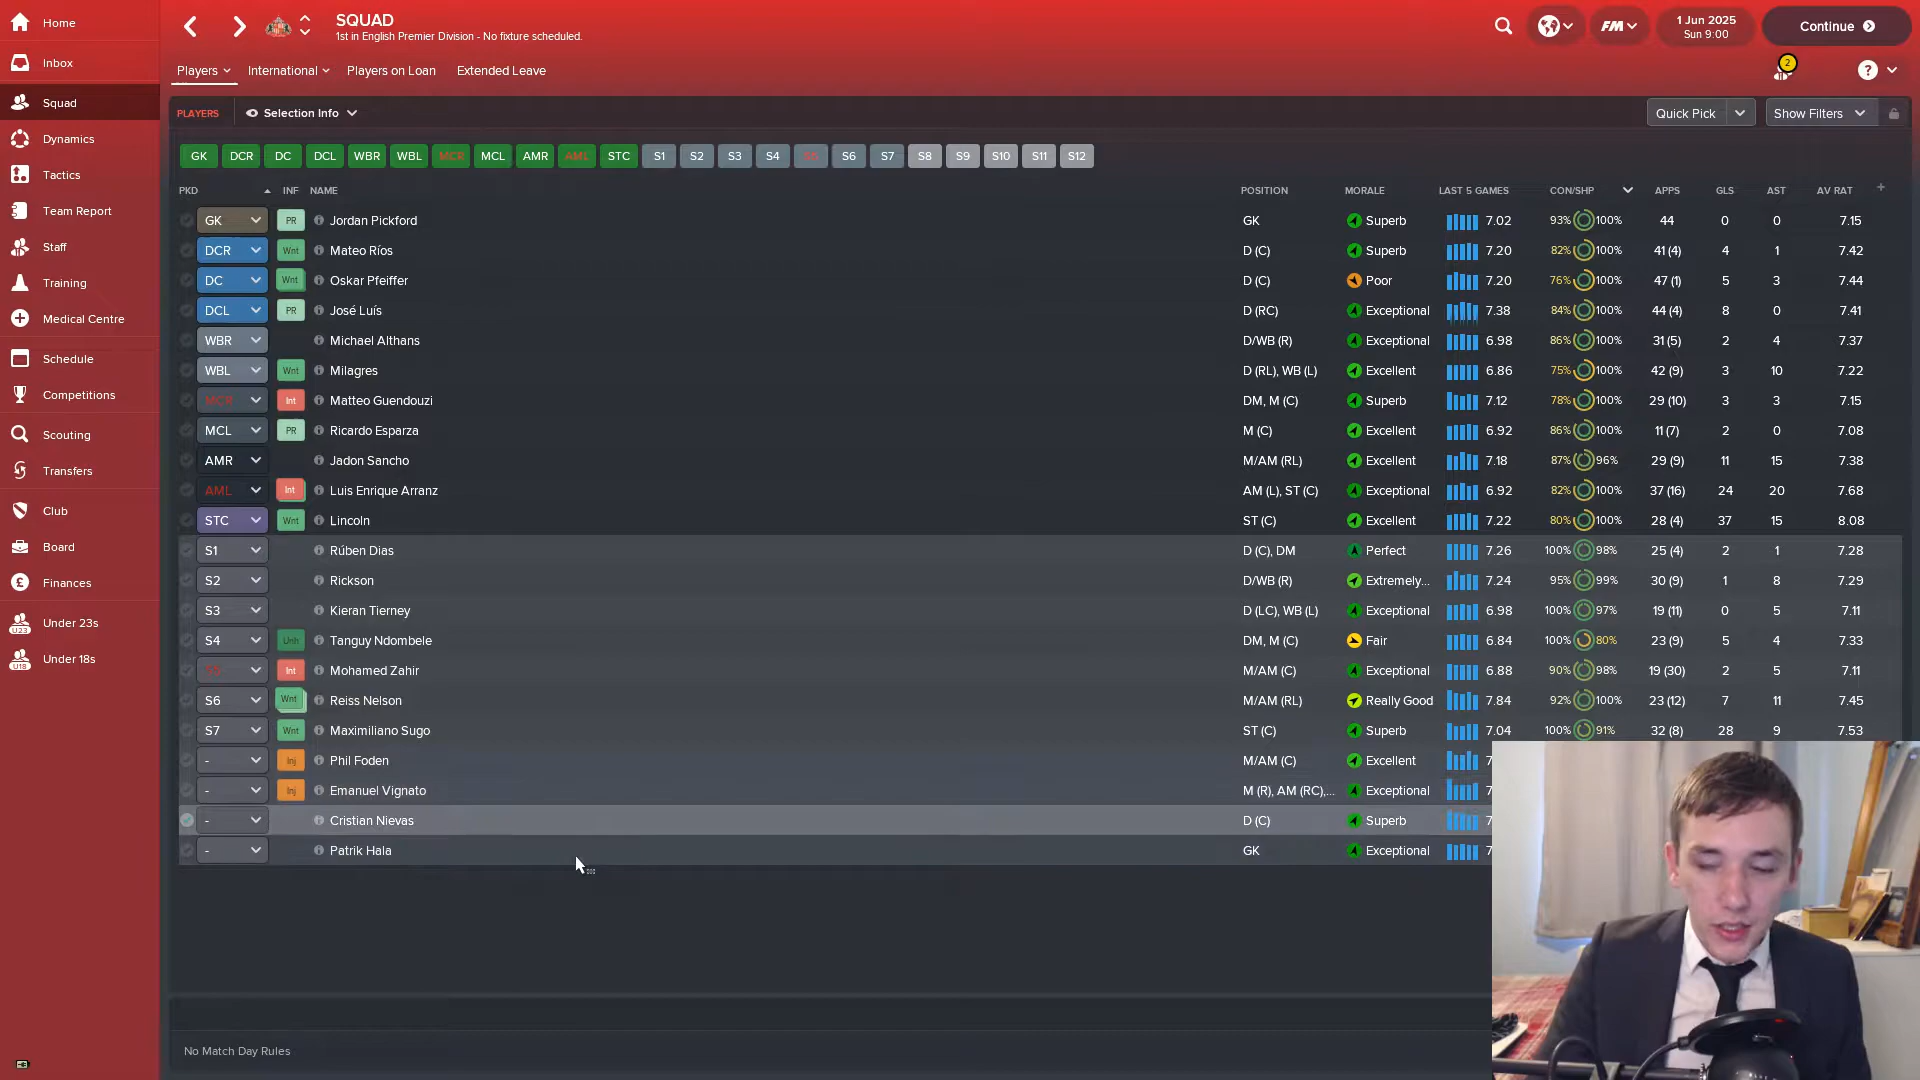 Home
Inbox
Squad
Dynamics
Tactics
Team Report
Staff
Training
Medical Centre
Schedule
Competitions
Scouting
Transfers
Club
Board
Finances
U23 Under 23s
U18 Under 18s
SQUAD
1st in English Premier Division - No fixture scheduled.
FM
1 Jun 2025
Sun 9:00
Continue
Players International Players on Loan Extended Leave
2 ?
PLAYERS Selection Info Quick Pick Show Filters
GK DCR DC DCL WBR WBL MCR MCL AMR AML STC S1 S2 S3 S4 S5 S6 S7 S8 S9 S10 S11 S12
PKD INF NAME POSITION MORALE LAST 5 GAMES CON/SHP APPS GLS AST AV RAT +
GK PR Jordan Pickford GK Superb 7.02 93% 100% 44 0 0 7.15
DCR Wnt Mateo Ríos D (C) Superb 7.20 82% 100% 41 (4) 4 1 7.42
DC Wnt Oskar Pfeiffer D (C) Poor 7.20 76% 100% 47 (1) 5 3 7.44
DCL PR José Luís D (RC) Exceptional 7.38 84% 100% 44 (4) 8 0 7.41
WBR Michael Althans D/WB (R) Exceptional 6.98 86% 100% 31 (5) 2 4 7.37
WBL Wnt Milagres D (RL), WB (L) Excellent 6.86 75% 100% 42 (9) 3 10 7.22
MCR Int Matteo Guendouzi DM, M (C) Superb 7.12 78% 100% 29 (10) 3 3 7.15
MCL PR Ricardo Esparza M (C) Excellent 6.92 86% 100% 11 (7) 2 0 7.08
AMR Jadon Sancho M/AM (RL) Excellent 7.18 87% 96% 29 (9) 11 15 7.38
AML Int Luis Enrique Arranz AM (L), ST (C) Exceptional 6.92 82% 100% 37 (16) 24 20 7.68
STC Wnt Lincoln ST (C) Excellent 7.22 80% 100% 28 (4) 37 15 8.08
S1 Rúben Dias D (C), DM Perfect 7.26 100% 98% 25 (4) 2 1 7.28
S2 Rickson D/WB (R) Extremely... 7.24 95% 99% 30 (9) 1 8 7.29
S3 Kieran Tierney D (LC), WB (L) Exceptional 6.98 100% 97% 19 (11) 0 5 7.11
S4 Unh Tanguy Ndombele DM, M (C) Fair 6.84 100% 80% 23 (9) 5 4 7.33
S5 Int Mohamed Zahir M/AM (C) Exceptional 6.88 90% 98% 19 (30) 2 5 7.11
S6 Wnt Reiss Nelson M/AM (RL) Really Good 7.84 92% 100% 23 (12) 7 11 7.45
S7 Wnt Maximiliano Sugo ST (C) Superb 7.04 100% 91% 32 (8) 28 9 7.53
- Inj Phil Foden M/AM (C) Excellent 7
- Inj Emanuel Vignato M (R), AM (RC),... Exceptional 7
- Cristian Nievas D (C) Superb 7
- Patrik Hala GK Exceptional 7
No Match Day Rules